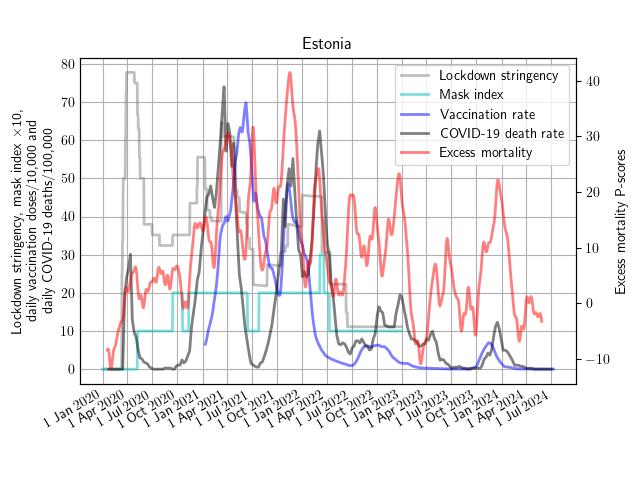 Estonia
Lockdown stringency, mask index ×10,
daily vaccination doses/10,000 and
daily COVID-19 deaths/100,000
80
70
60
50
40
30
20
10
0
Lockdown stringency
Mask index
Vaccination rate
COVID-19 death rate
Excess mortality
40
30
20
10
0
−10
Excess mortality P-scores
1 Jan 2020
1 Apr 2020
1 Jul 2020
1 Oct 2020
1 Jan 2021
1 Apr 2021
1 Jul 2021
1 Oct 2021
1 Jan 2022
1 Apr 2022
1 Jul 2022
1 Oct 2022
1 Jan 2023
1 Apr 2023
1 Jul 2023
1 Oct 2023
1 Jan 2024
1 Apr 2024
1 Jul 2024